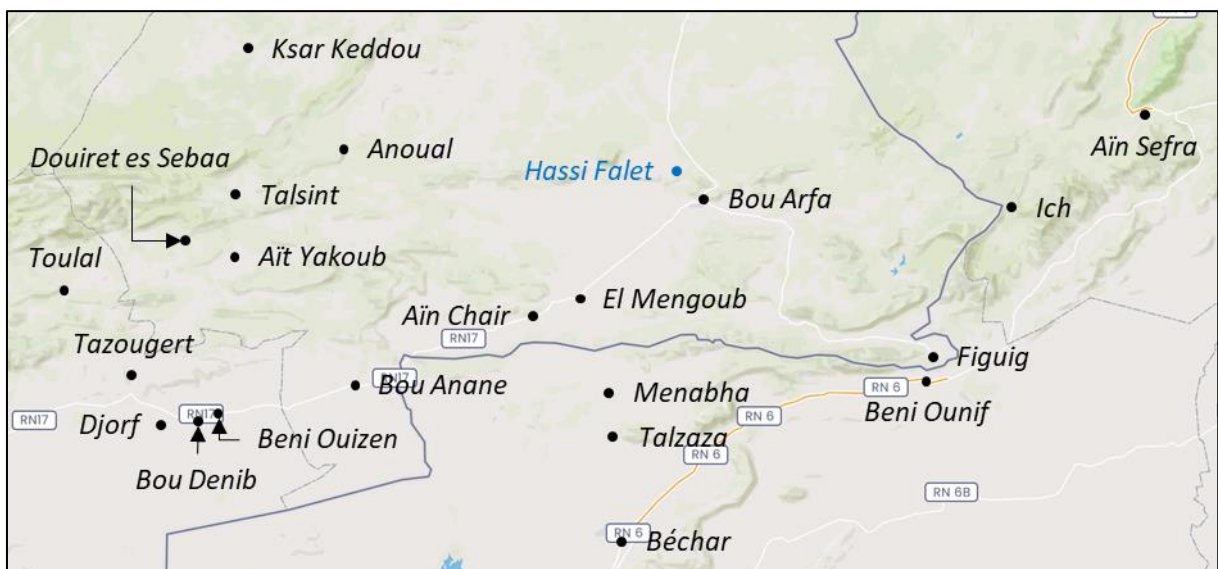 Ksar Keddou
Anoual
Douiret es Sebaa
Hassi Falet
Aïn Sefra
Talsint
Bou Arfa
Ich
Toulal
Aït Yakoub
El Mengoub
Aïn Chair
RN17
Tazougert
Figuig
RN17
Bou Anane
Menabha
RN 6
Beni Ounif
RN17
RN17
RN 6
Djorf
Beni Ouizen
Talzaza
RN 6
Bou Denib
RN 6B
RN 6
Béchar